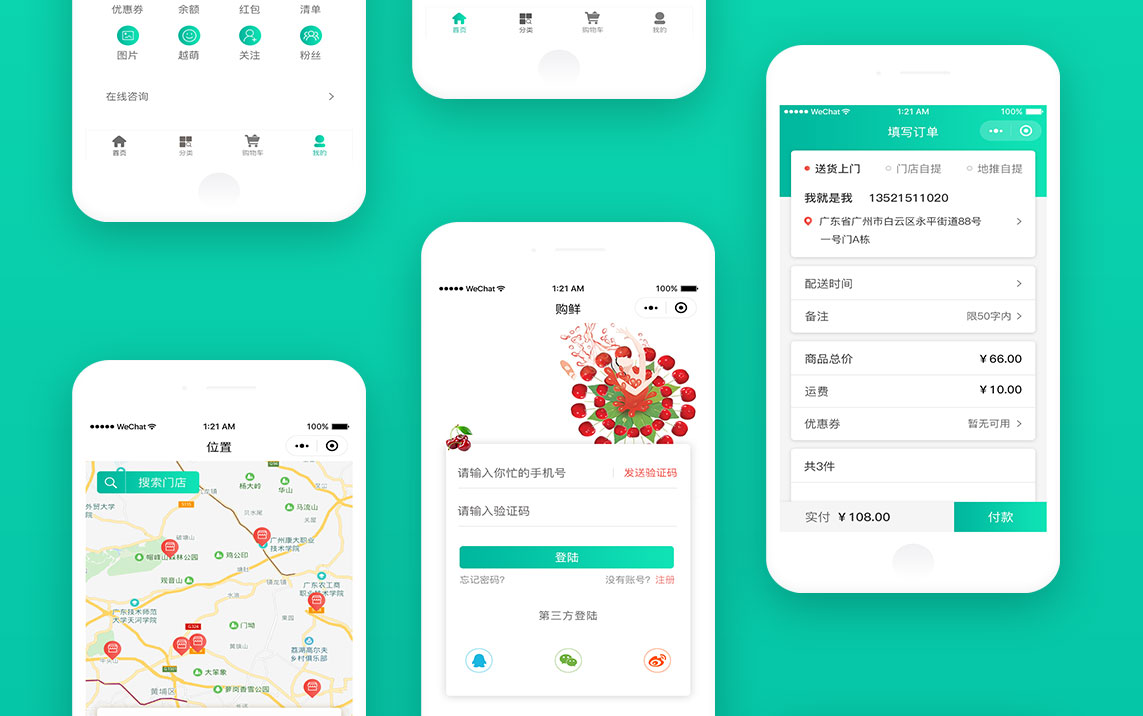 优惠券 余额 红包 清单
图片 越萌 关注 粉丝
在线咨询
首页 分类 购物车 我的
首页 分类 购物车 我的
WeChat 1:21 AM 100%
填写订单
送货上门 门店自提 地推自提
我就是我 13521511020
广东省广州市白云区永平街道88号
一号门A栋
配送时间
备注 限50字内
商品总价 ¥66.00
运费 ¥10.00
优惠券 暂无可用
共3件
实付 ¥108.00 付款
WeChat 1:21 AM 100%
购鲜
请输入你忙的手机号 发送验证码
请输入验证码
登陆
忘记密码? 没有账号? 注册
第三方登陆
WeChat 1:21 AM 100%
位置
搜索门店
杨大岭
华山
马流山
外贸大学
帽峰山森林公园
鸡公印
广州康大职业
技术学院
观音山
镇龙镇
广东农工商
职业技术学院
广东技术师范
大学天河学院
门坳
荔湖高尔夫
乡村俱乐部
大笨象
黄埔区
萝岗香雪公园